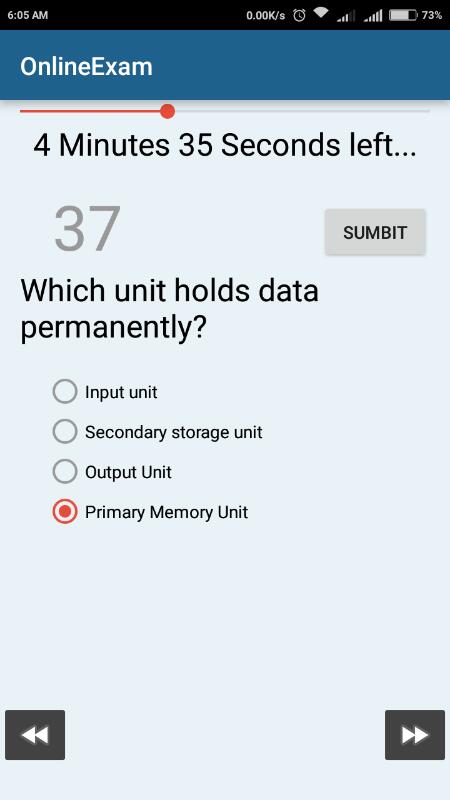 6:05 AM 0.00K/s 73%
OnlineExam
4 Minutes 35 Seconds left...
37 SUMBIT
Which unit holds data
permanently?
Input unit
Secondary storage unit
Output Unit
Primary Memory Unit